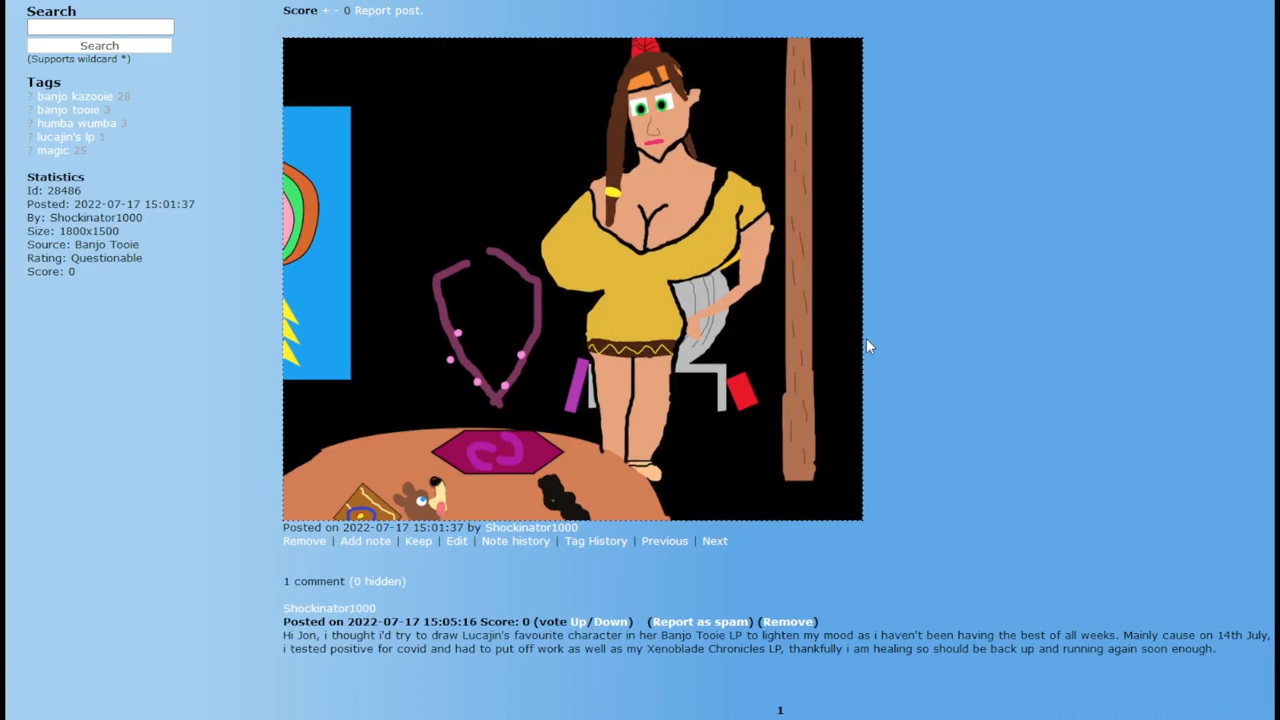 Search
Score + - 0 Report post.
Search
(Supports wildcard *)
Tags
? banjo kazooie 28
? banjo tooie 3
? humba wumba 3
? lucajin's lp 1
? magic 25
Statistics
Id: 28486
Posted: 2022-07-17 15:01:37
By: Shockinator1000
Size: 1800x1500
Source: Banjo Tooie
Rating: Questionable
Score: 0
Posted on 2022-07-17 15:01:37 by Shockinator1000
Remove | Add note | Keep | Edit | Note history | Tag History | Previous | Next
1 comment (0 hidden)
Shockinator1000
Posted on 2022-07-17 15:05:16 Score: 0 (vote Up/Down) (Report as spam) (Remove)
Hi Jon, i thought i'd try to draw Lucajin's favourite character in her Banjo Tooie LP to lighten my mood as i haven't been having the best of all weeks. Mainly cause on 14th July,
i tested positive for covid and had to put off work as well as my Xenoblade Chronicles LP, thankfully i am healing so should be back up and running again soon enough.
1